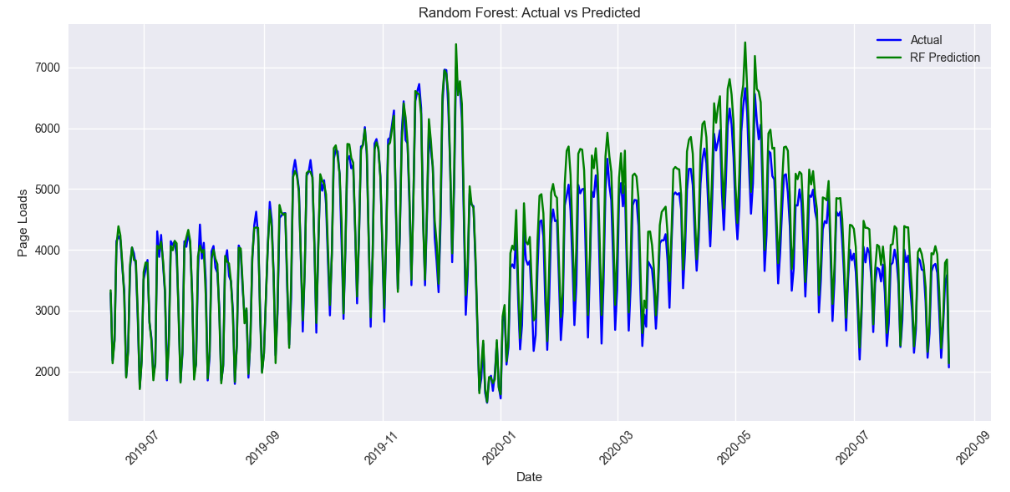 Random Forest: Actual vs Predicted
Actual
RF Prediction
7000
6000
5000
4000
3000
2000
Page Loads
2019-07
2019-09
2019-11
2020-01
2020-03
2020-05
2020-07
2020-09
Date